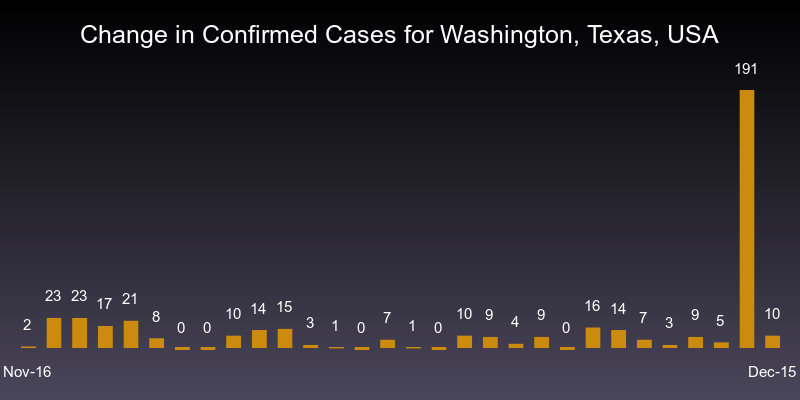 Change in Confirmed Cases for Washington, Texas, USA
191
23 23 17 21 8 2 0 0 10 14 15 3 1 0 7 1 0 10 9 4 9 0 16 14 7 3 9 5 10
Nov-16 Dec-15